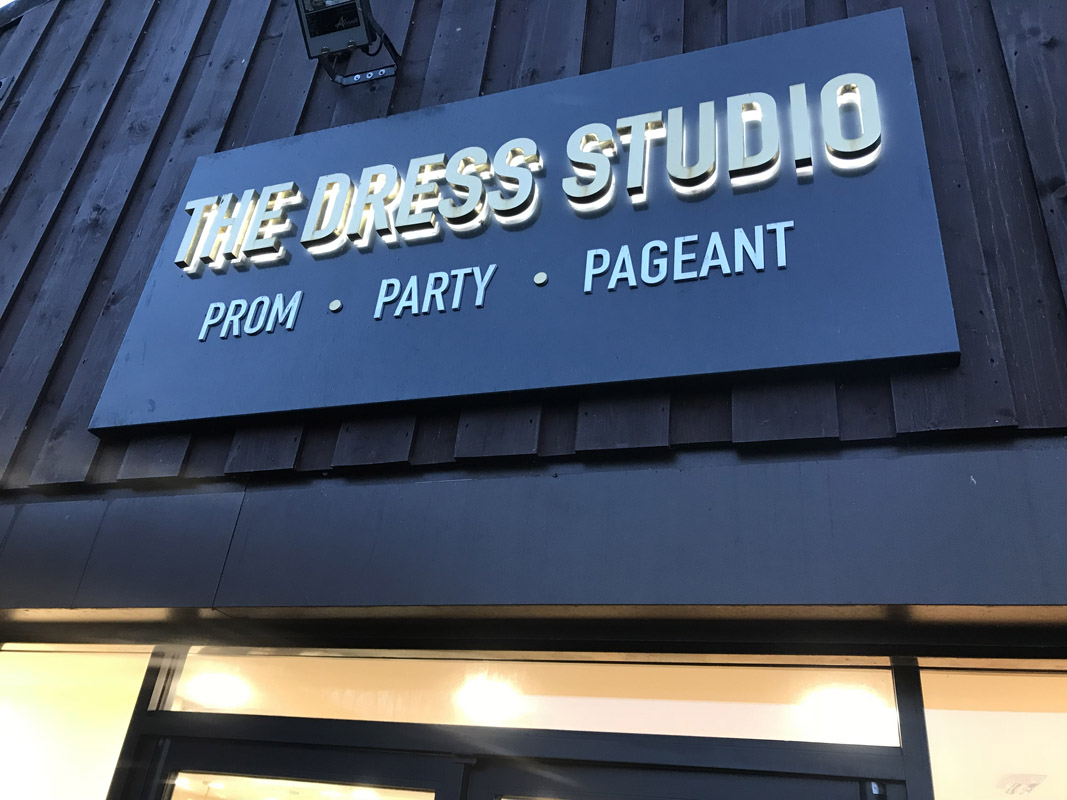 THE DRESS STUDIO
PROM • PARTY • PAGEANT